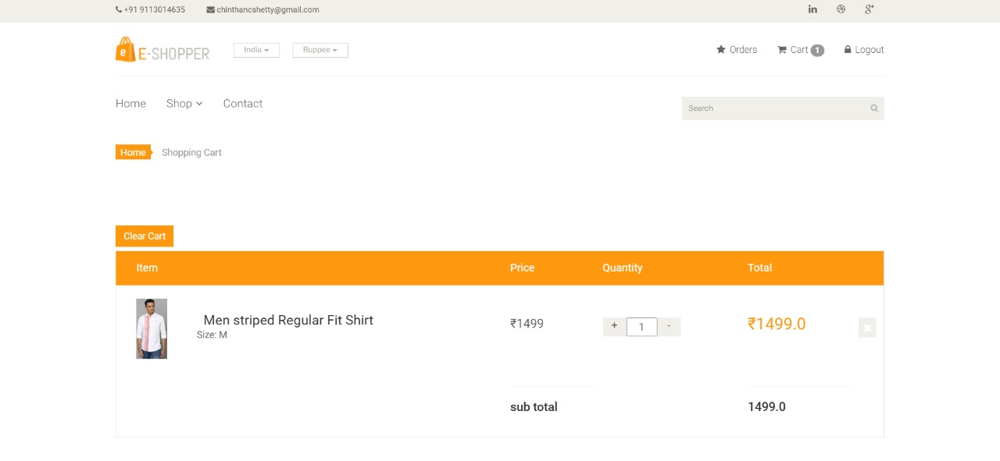 +91 9113014635 chinthancshetty@gmail.com
E-SHOPPER India Ruppee Orders Cart 1 Logout
Home Shop Contact Search
Home Shopping Cart
Clear Cart
Item Price Quantity Total
Men striped Regular Fit Shirt ₹1499 + 1 - ₹1499.0
Size: M
sub total 1499.0